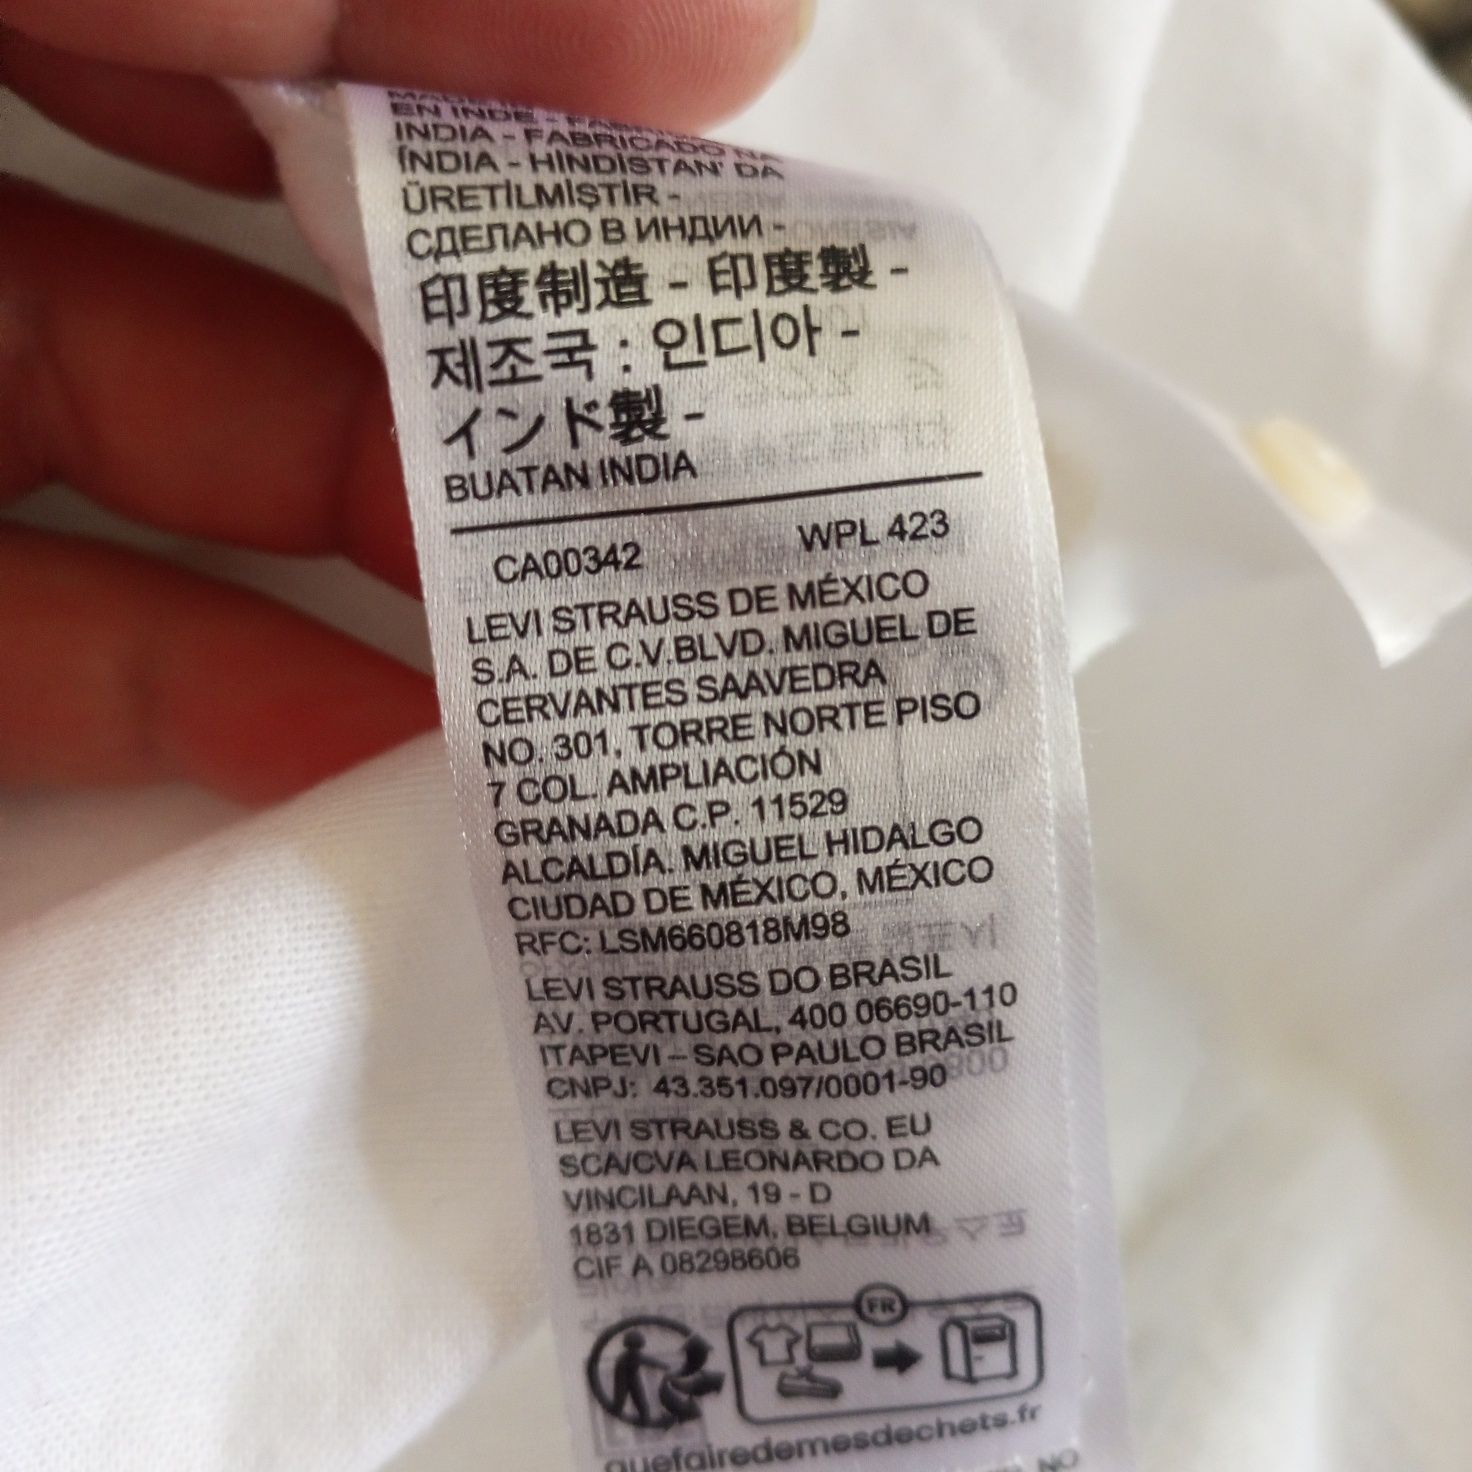 EN INDE -
INDIA - FABRICADO NA
ÍNDIA - HİNDİSTAN' DA
ÜRETİLMİŞTİR -
СДЕЛАНО В ИНДИИ -
印度制造 - 印度製 -
제조국 : 인디아 -
インド製 -
BUATAN INDIA
CA00342 WPL 423
LEVI STRAUSS DE MÉXICO
S.A. DE C.V.BLVD. MIGUEL DE
CERVANTES SAAVEDRA
NO. 301, TORRE NORTE PISO
7 COL. AMPLIACIÓN
GRANADA C.P. 11529
ALCALDÍA. MIGUEL HIDALGO
CIUDAD DE MÉXICO, MÉXICO
RFC: LSM660818M98
LEVI STRAUSS DO BRASIL
AV. PORTUGAL, 400 06690-110
ITAPEVI – SAO PAULO BRASIL
CNPJ: 43.351.097/0001-90
LEVI STRAUSS & CO. EU
SCA/CVA LEONARDO DA
VINCILAAN, 19 - D
1831 DIEGEM, BELGIUM
CIF A 08298606
FR
quefairedemesdechets.fr
NO